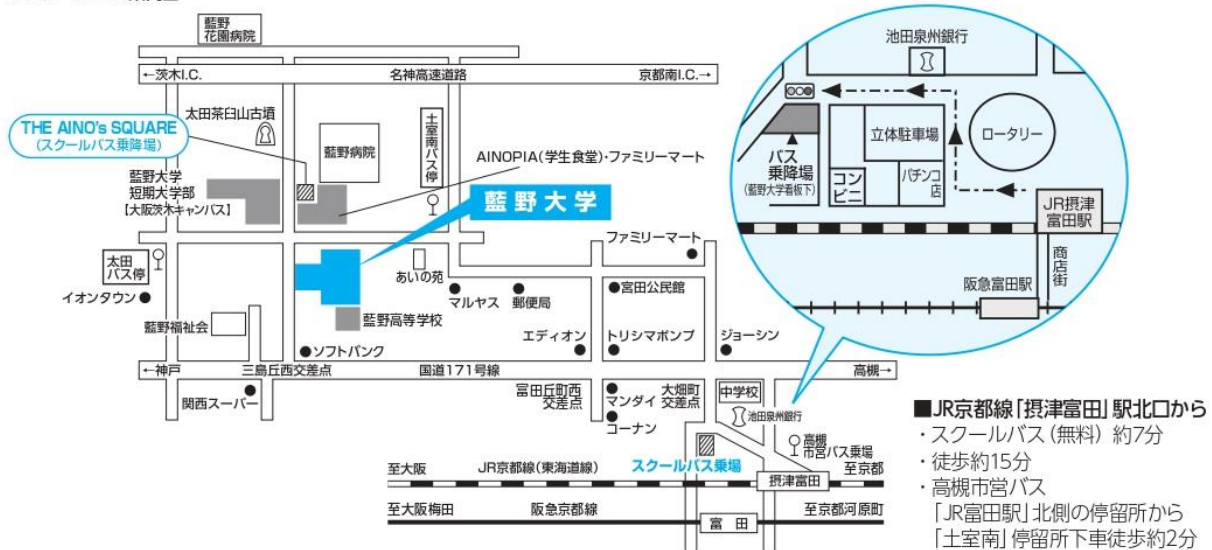 藍野
花園病院
←茨木I.C.
名神高速道路
京都南I.C.→
太田茶臼山古墳
THE AINO's SQUARE
(スクールバス乗降場)
藍野病院
土室南バス停
AINOPIA(学生食堂)・ファミリーマート
藍野大学
短期大学部
【大阪茨木キャンパス】
藍野大学
太田
バス停
イオンタウン
あいの苑
マルヤス
郵便局
ファミリーマート
宮田公民館
藍野福祉会
藍野高等学校
ソフトバンク
エディオン
トリシマポンプ
ジョーシン
←神戸
三島丘西交差点
国道171号線
高槻→
関西スーパー
富田丘町西
交差点
マンダイ
コーナン
大畑町
交差点
中学校
池田泉州銀行
高槻
市営バス乗場
スクールバス乗場
至大阪
JR京都線(東海道線)
至京都
摂津富田
至大阪梅田
阪急京都線
至京都河原町
富田
池田泉州銀行
立体駐車場
ロータリー
バス
乗降場
(藍野大学看板下)
コンビニ
パチンコ
店
JR摂津
富田駅
商店街
阪急富田駅
■JR京都線「摂津富田」駅北口から
・スクールバス(無料) 約7分
・徒歩約15分
・高槻市営バス
「JR富田駅」北側の停留所から
「土室南」停留所下車徒歩約2分